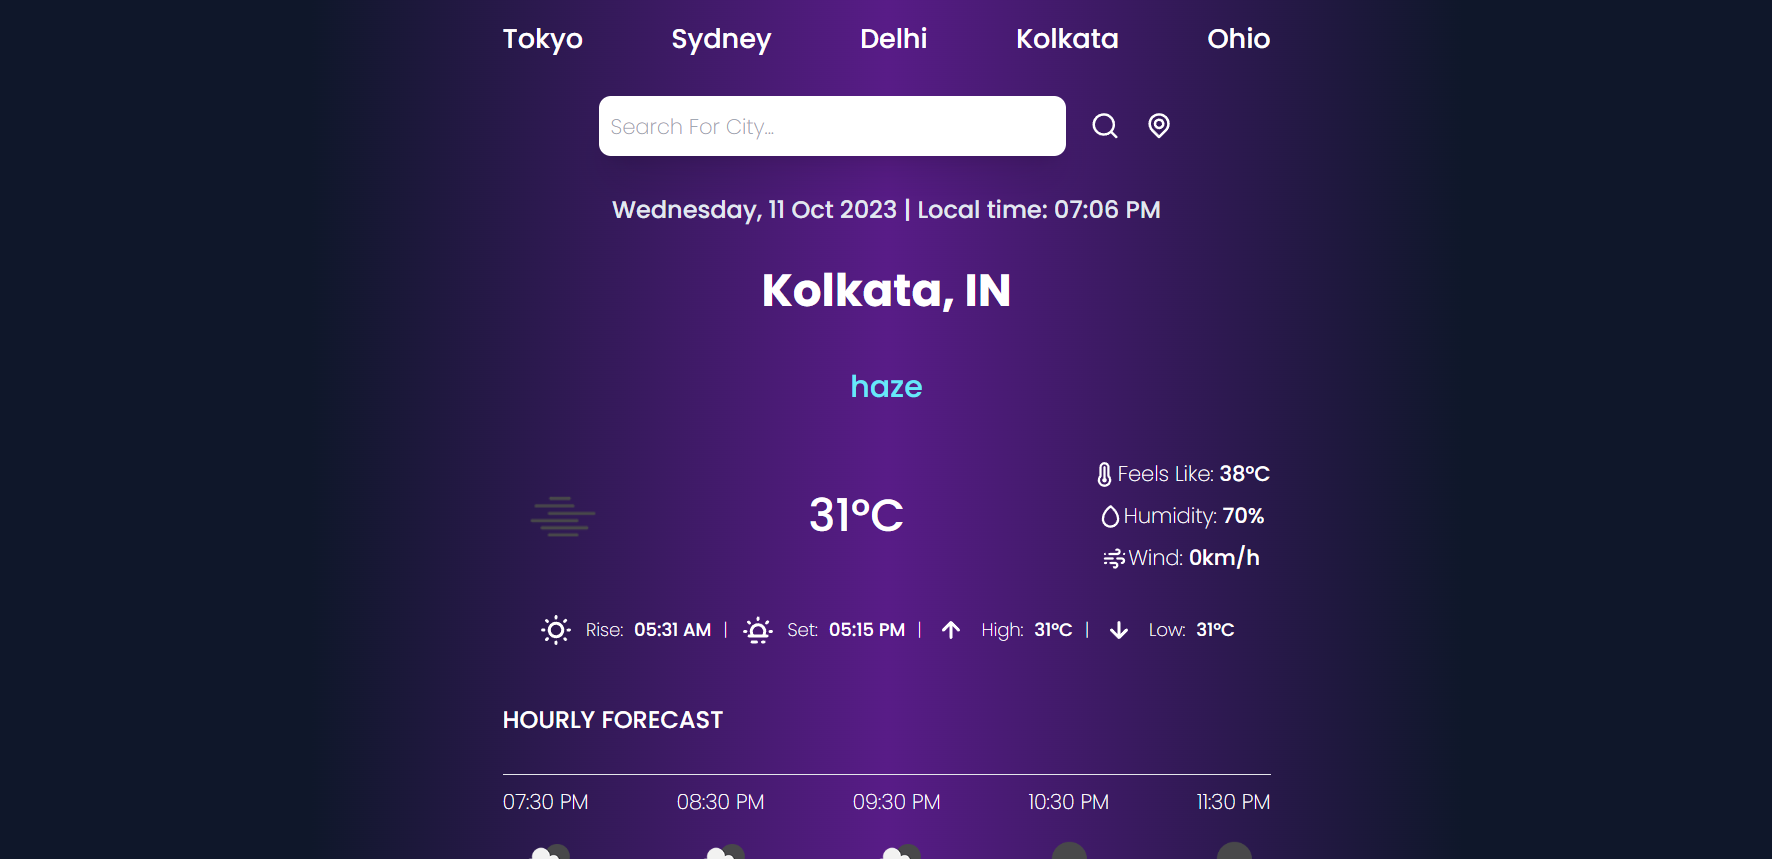 Tokyo Sydney Delhi Kolkata Ohio
Search For City...
Wednesday, 11 Oct 2023 | Local time: 07:06 PM
Kolkata, IN
haze
31°C
Feels Like: 38°C
Humidity: 70%
Wind: 0km/h
Rise: 05:31 AM | Set: 05:15 PM | High: 31°C | Low: 31°C
HOURLY FORECAST
07:30 PM 08:30 PM 09:30 PM 10:30 PM 11:30 PM